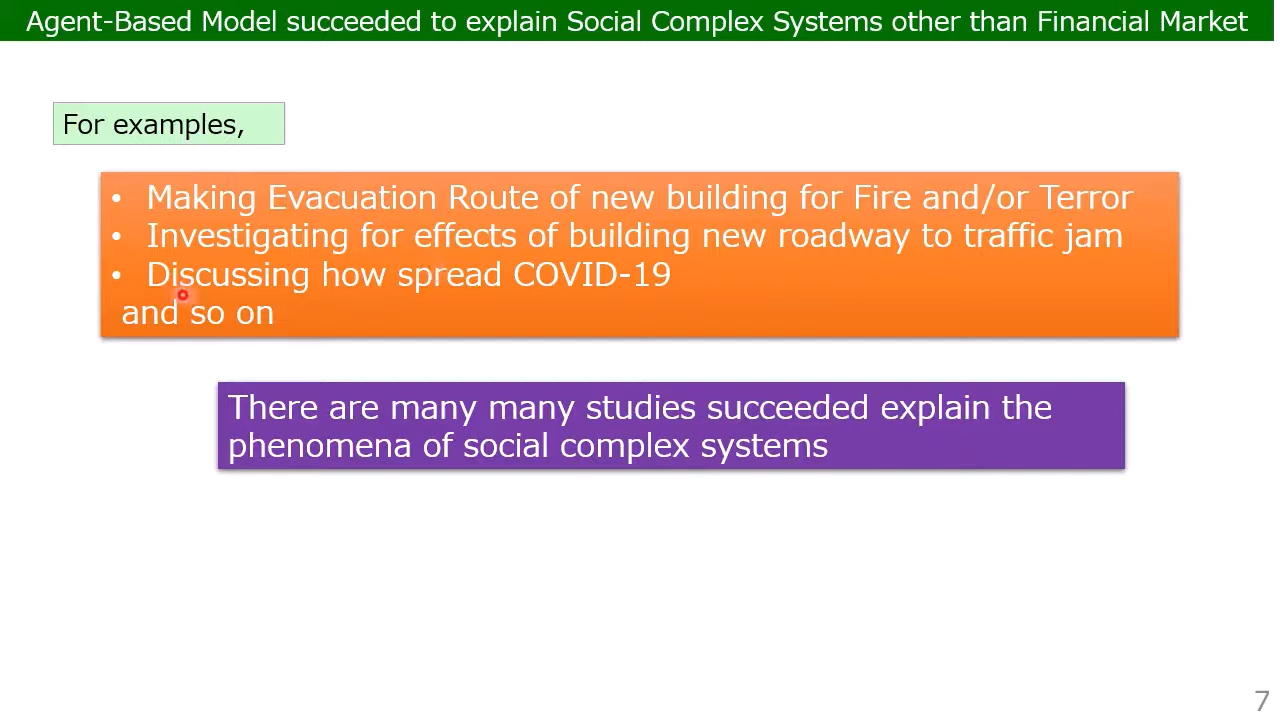 Agent-Based Model succeeded to explain Social Complex Systems other than Financial Market
For examples,
• Making Evacuation Route of new building for Fire and/or Terror
• Investigating for effects of building new roadway to traffic jam
• Discussing how spread COVID-19
and so on
There are many many studies succeeded explain the
phenomena of social complex systems
7